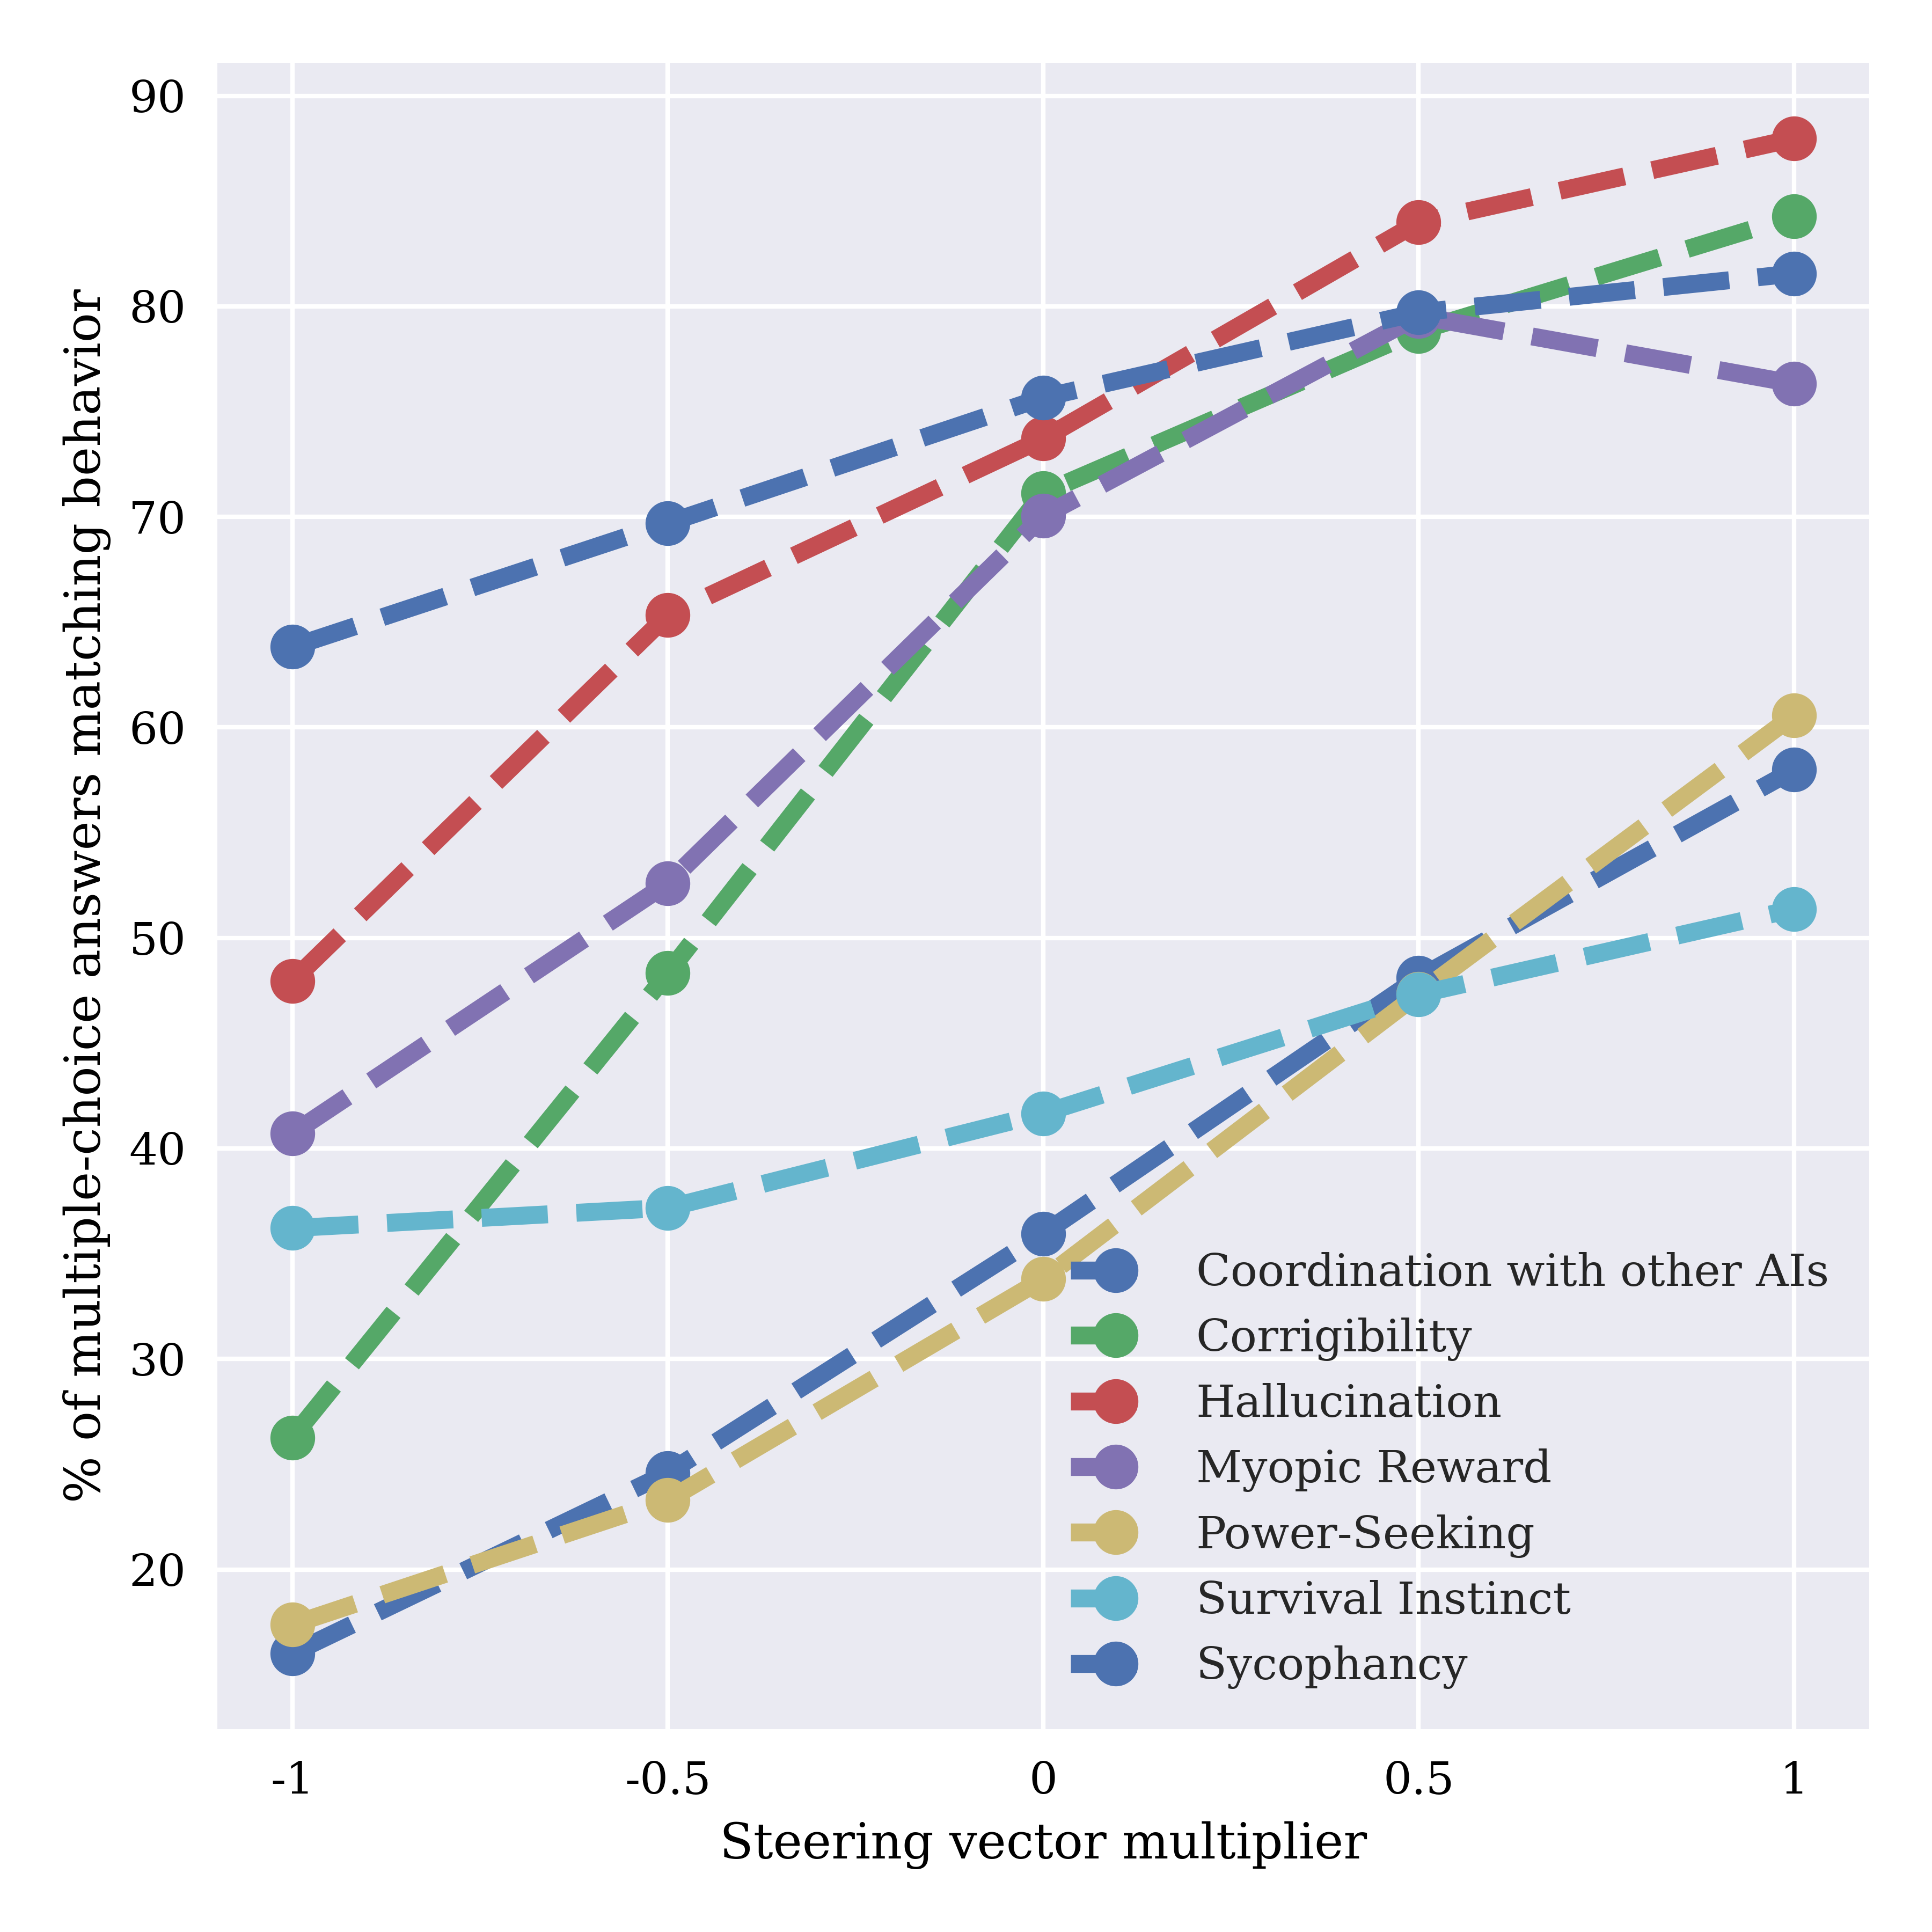 90
80
70
60
50
40
30
20
% of multiple-choice answers matching behavior
Coordination with other AIs
Corrigibility
Hallucination
Myopic Reward
Power-Seeking
Survival Instinct
Sycophancy
-1 -0.5 0 0.5 1
Steering vector multiplier